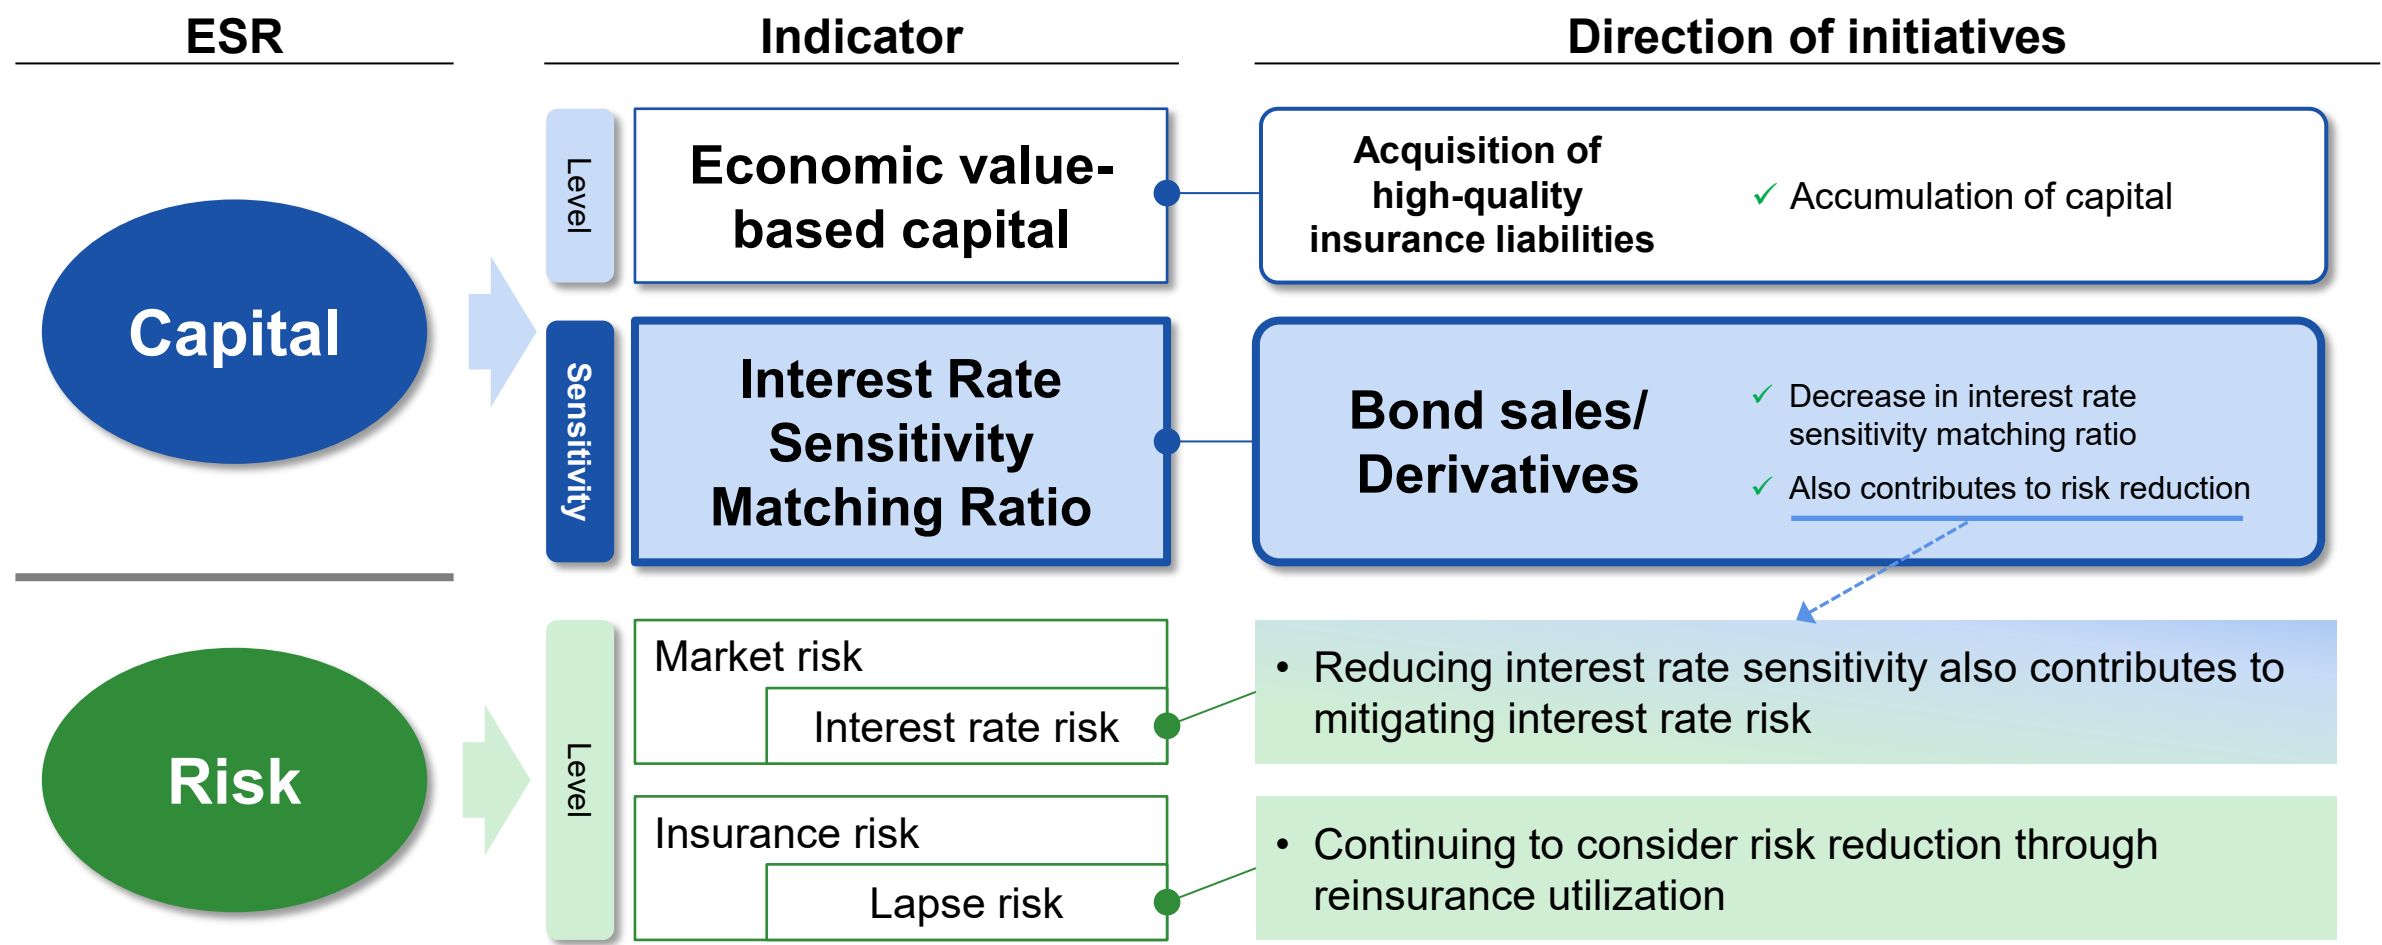 ESR
Indicator
Direction of initiatives
Capital
Level
Economic value-
based capital
Acquisition of
high-quality
insurance liabilities
✓ Accumulation of capital
Sensitivity
Interest Rate
Sensitivity
Matching Ratio
Bond sales/
Derivatives
✓ Decrease in interest rate
sensitivity matching ratio
✓ Also contributes to risk reduction
Risk
Level
Market risk
Interest rate risk
• Reducing interest rate sensitivity also contributes to
mitigating interest rate risk
Insurance risk
Lapse risk
• Continuing to consider risk reduction through
reinsurance utilization